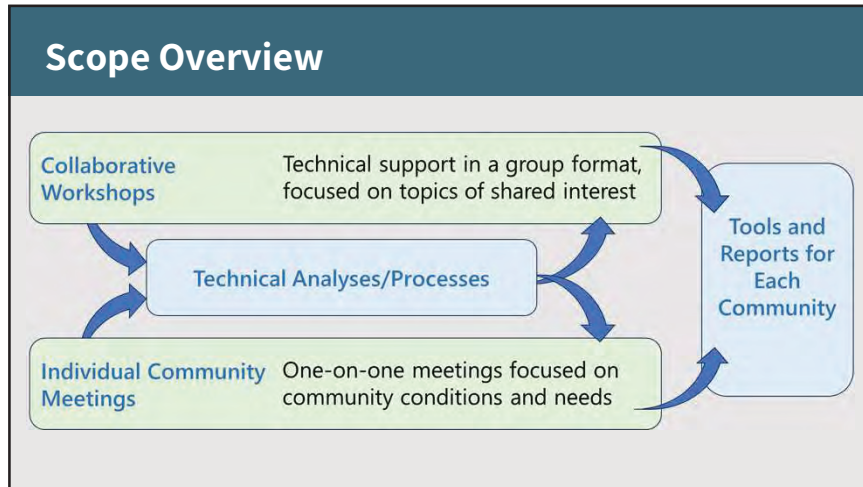 Scope Overview
Collaborative
Workshops
Technical support in a group format,
focused on topics of shared interest
Technical Analyses/Processes
Individual Community
Meetings
One-on-one meetings focused on
community conditions and needs
Tools and
Reports for
Each
Community